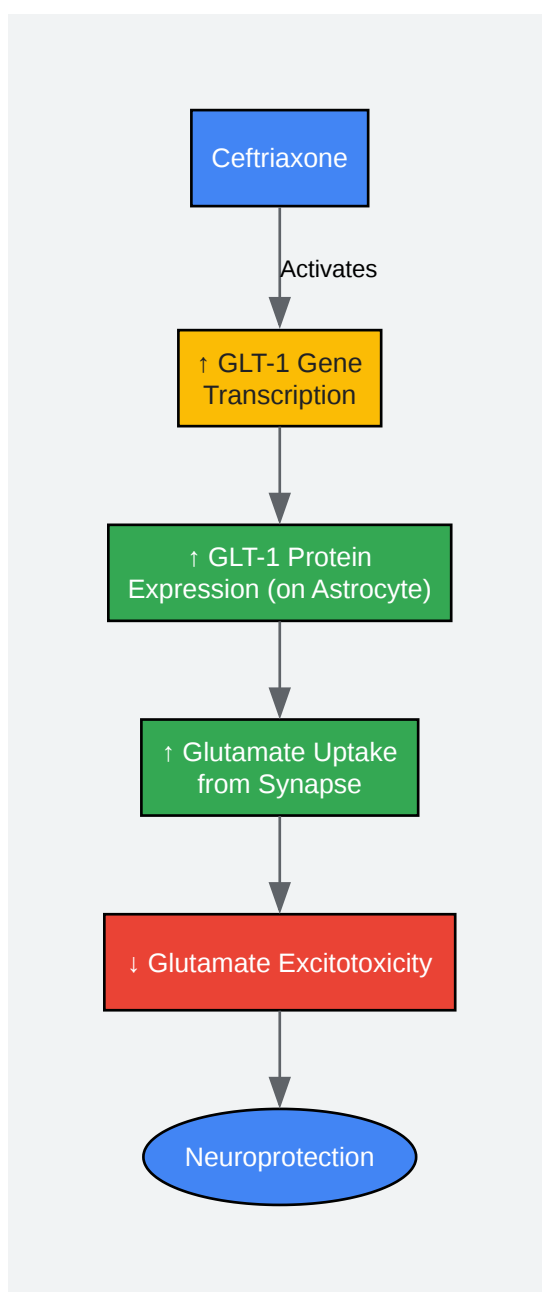 Ceftriaxone
Activates
↑ GLT-1 Gene
Transcription
↑ GLT-1 Protein
Expression (on Astrocyte)
↑ Glutamate Uptake
from Synapse
↓ Glutamate Excitotoxicity
Neuroprotection